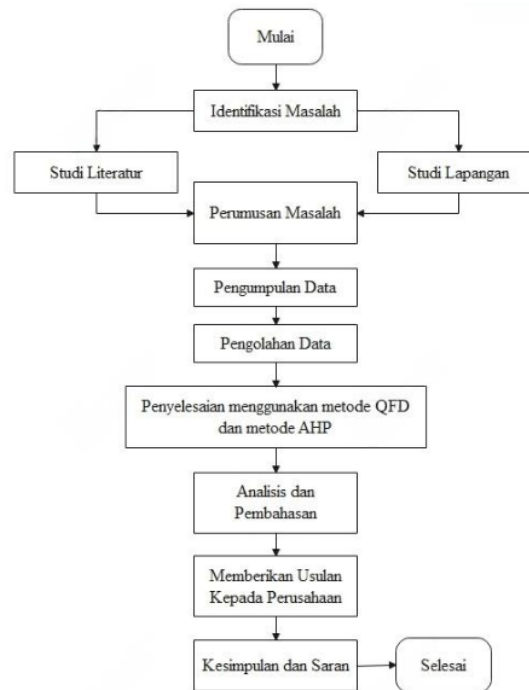 Mulai
Identifikasi Masalah
Studi Literatur
Studi Lapangan
Perumusan Masalah
Pengumpulan Data
Pengolahan Data
Penyelesaian menggunakan metode QFD
dan metode AHP
Analisis dan
Pembahasan
Memberikan Usulan
Kepada Perusahaan
Kesimpulan dan Saran
Selesai